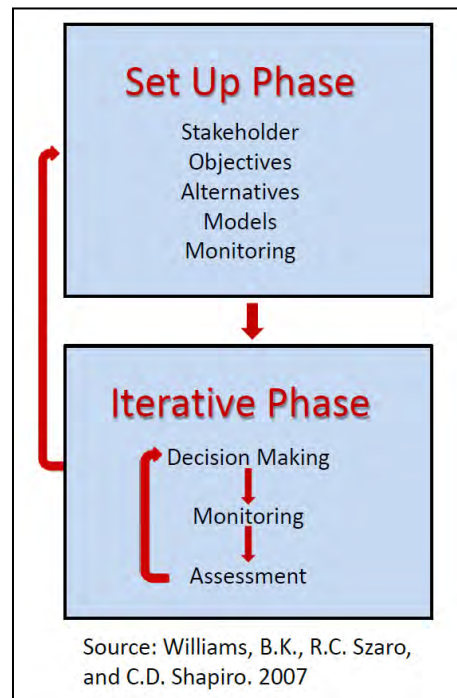 Set Up Phase
Stakeholder
Objectives
Alternatives
Models
Monitoring
Iterative Phase
Decision Making
Monitoring
Assessment
Source: Williams, B.K., R.C. Szaro,
and C.D. Shapiro. 2007